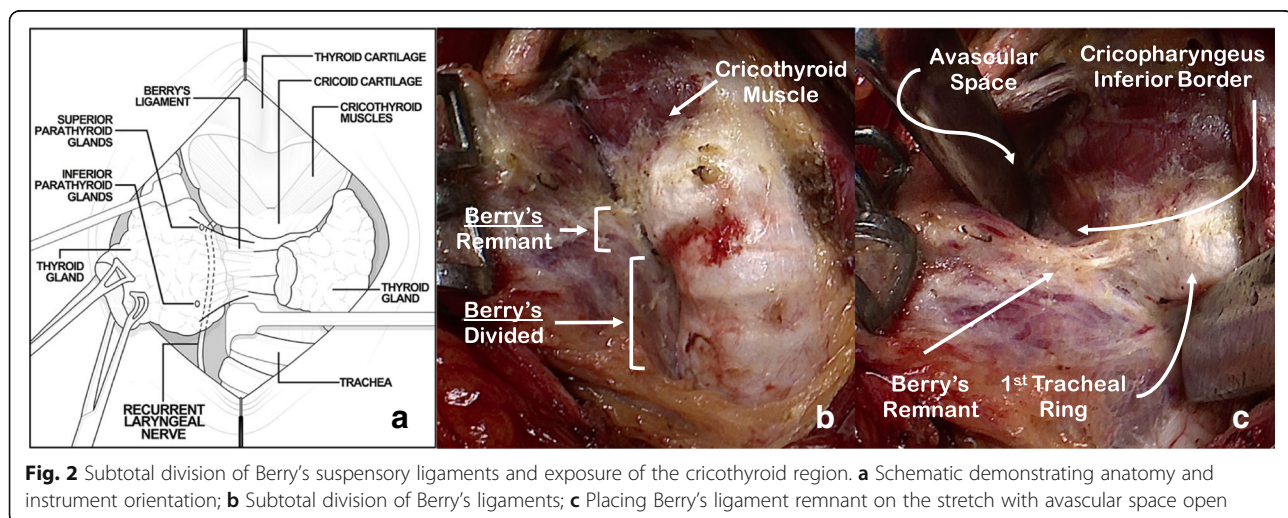 THYROID CARTILAGE
CRICOID CARTILAGE
BERRY'S
LIGAMENT
CRICOTHYROID
MUSCLES
SUPERIOR
PARATHYROID
GLANDS
INFERIOR
PARATHYROID
GLANDS
THYROID
GLAND
THYROID
GLAND
TRACHEA
RECURRENT
LARYNGEAL
NERVE
a
Cricothyroid
Muscle
Berry's
Remnant
Berry's
Divided
b
Avascular
Space
Cricopharyngeus
Inferior Border
Berry's
Remnant
1st Tracheal
Ring
c
Fig. 2 Subtotal division of Berry's suspensory ligaments and exposure of the cricothyroid region. a Schematic demonstrating anatomy and
instrument orientation; b Subtotal division of Berry's ligaments; c Placing Berry's ligament remnant on the stretch with avascular space open